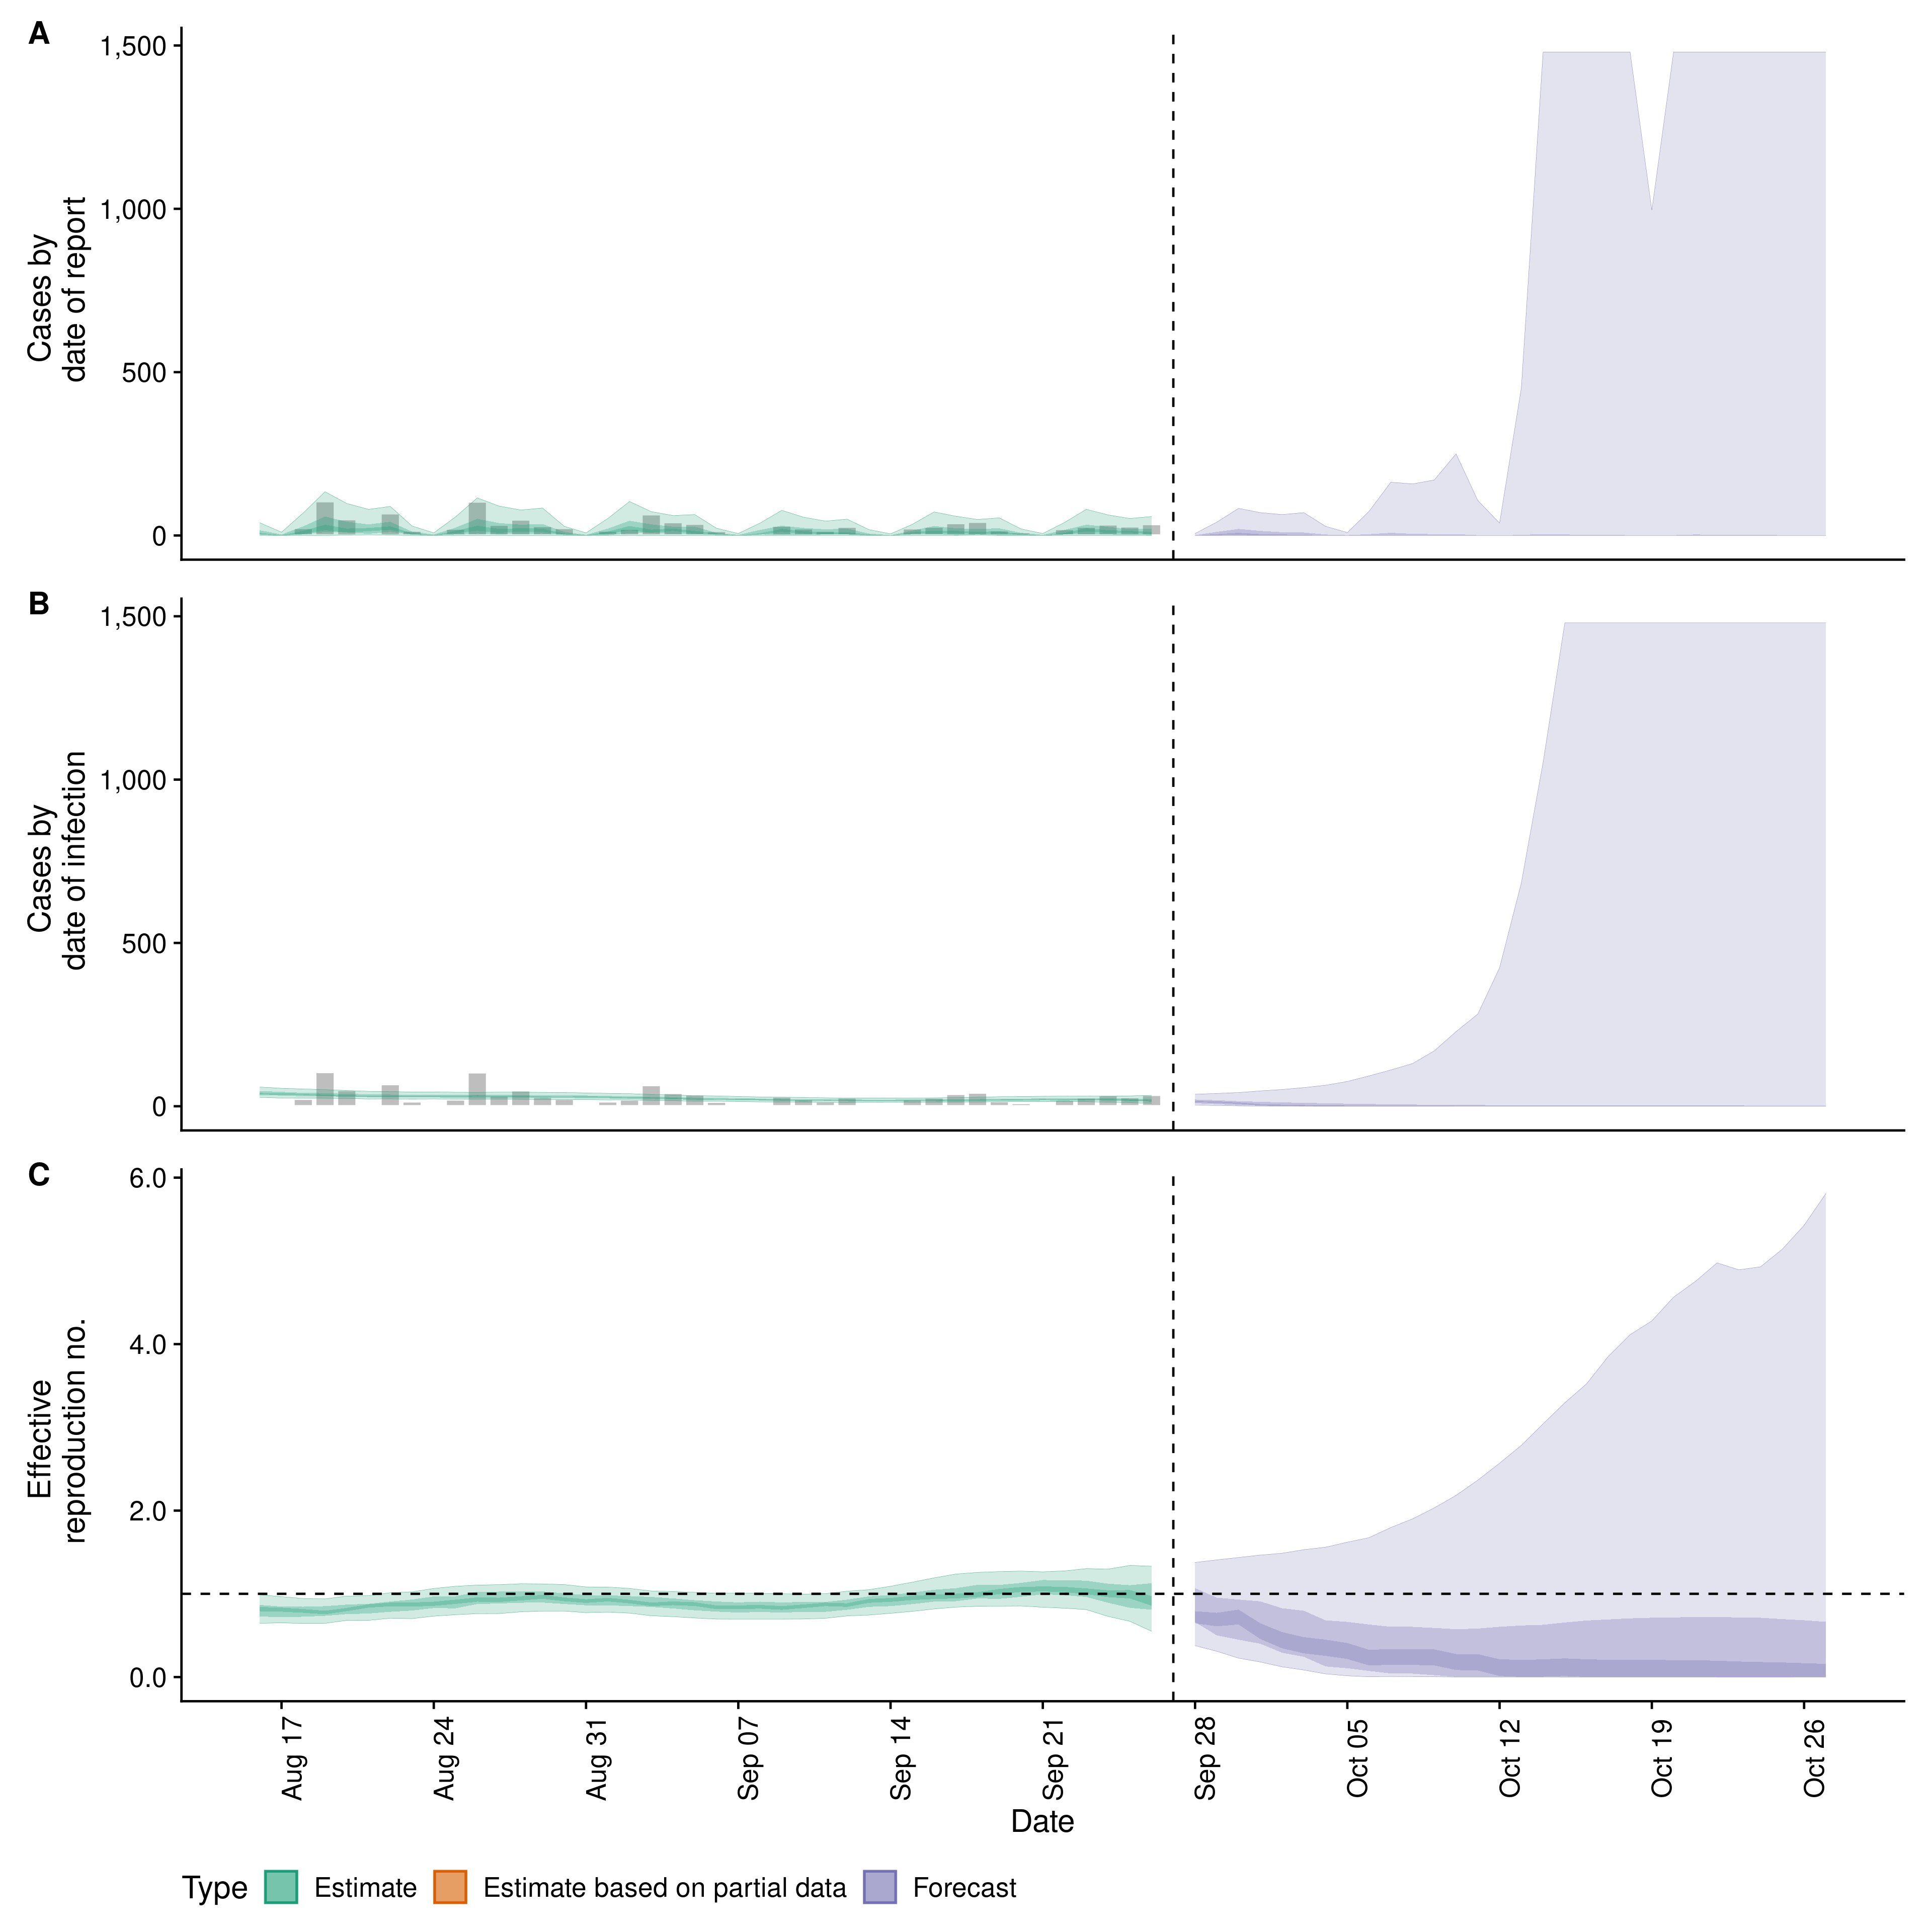 A
Cases by
date of report
1,500
1,000
500
0
B
Cases by
date of infection
1,500
1,000
500
0
C
Effective
reproduction no.
6.0
4.0
2.0
0.0
Aug 17
Aug 24
Aug 31
Sep 07
Sep 14
Sep 21
Sep 28
Oct 05
Oct 12
Oct 19
Oct 26
Date
Type Estimate Estimate based on partial data Forecast